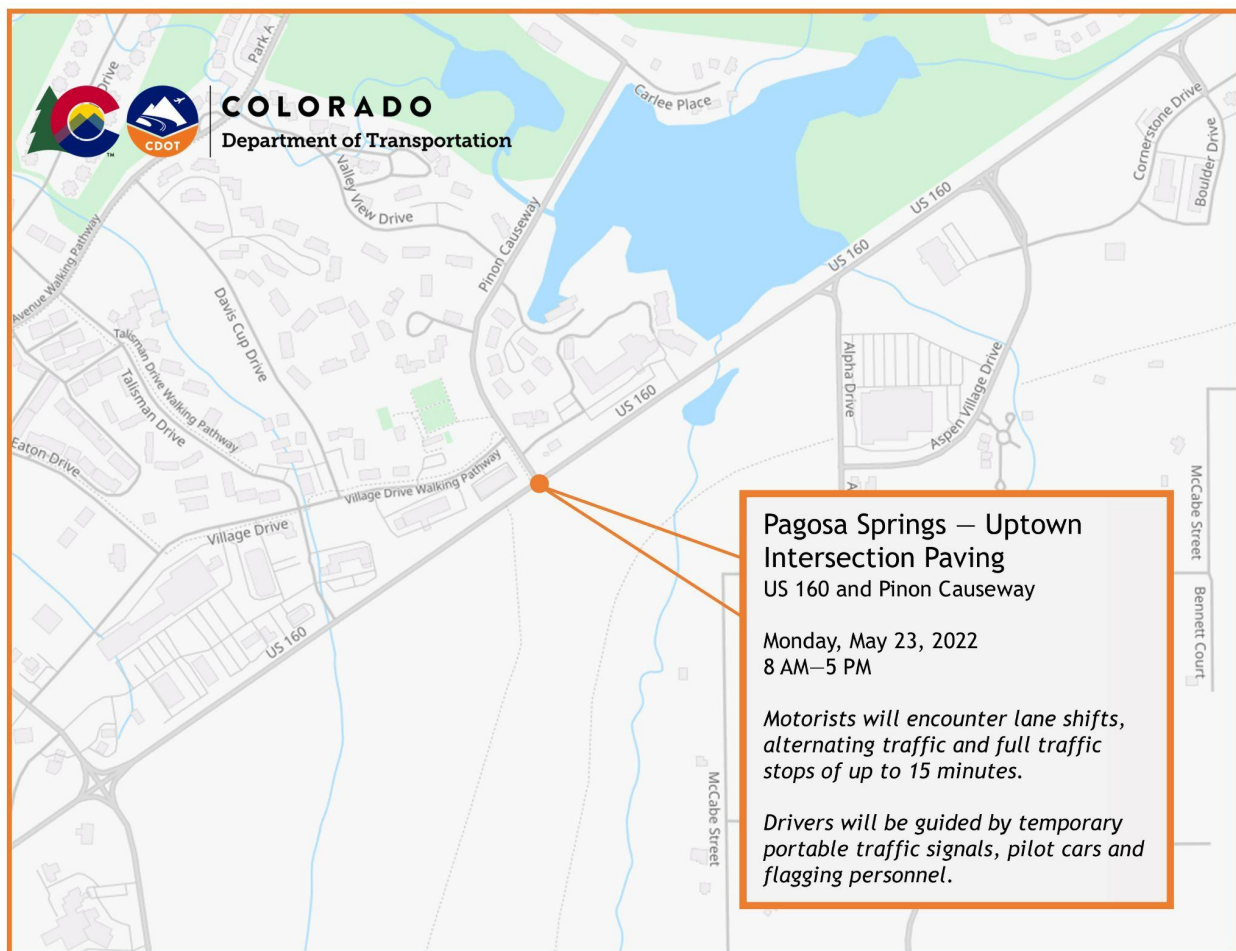 COLORADO
Department of Transportation
CDOT
TM
Drive
Park A
Carlee Place
Cornerstone Drive
Boulder Drive
Valley View Drive
Pinon Causeway
US 160
US 160
Avenue Walking Pathway
Davis Cup Drive
Talisman Drive Walking Pathway
Talisman Drive
Alpha Drive
Aspen Village Drive
US 160
Eaton Drive
Village Drive Walking Pathway
Village Drive
A
McCabe Street
Bennett Court
US 160
McCabe Street
Pagosa Springs — Uptown
Intersection Paving
US 160 and Pinon Causeway
Monday, May 23, 2022
8 AM—5 PM
Motorists will encounter lane shifts,
alternating traffic and full traffic
stops of up to 15 minutes.
Drivers will be guided by temporary
portable traffic signals, pilot cars and
flagging personnel.